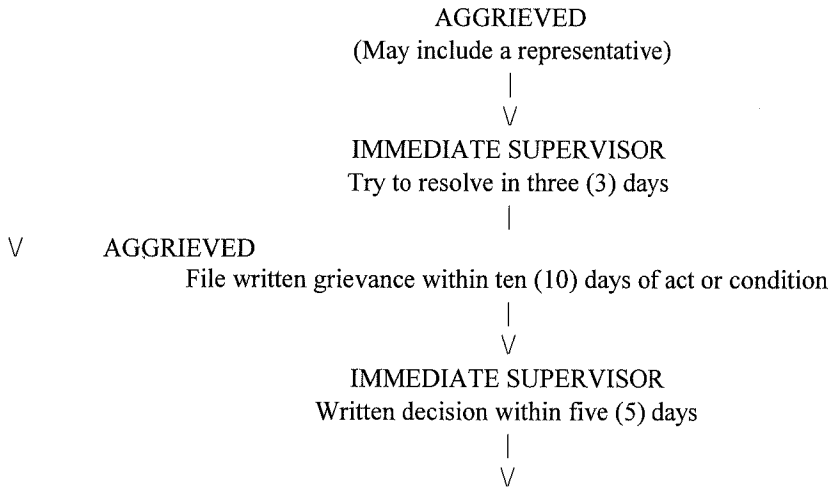 AGGRIEVED
(May include a representative)
|
\/
IMMEDIATE SUPERVISOR
Try to resolve in three (3) days
|
\/ AGGRIEVED
File written grievance within ten (10) days of act or condition
|
\/
IMMEDIATE SUPERVISOR
Written decision within five (5) days
|
\/